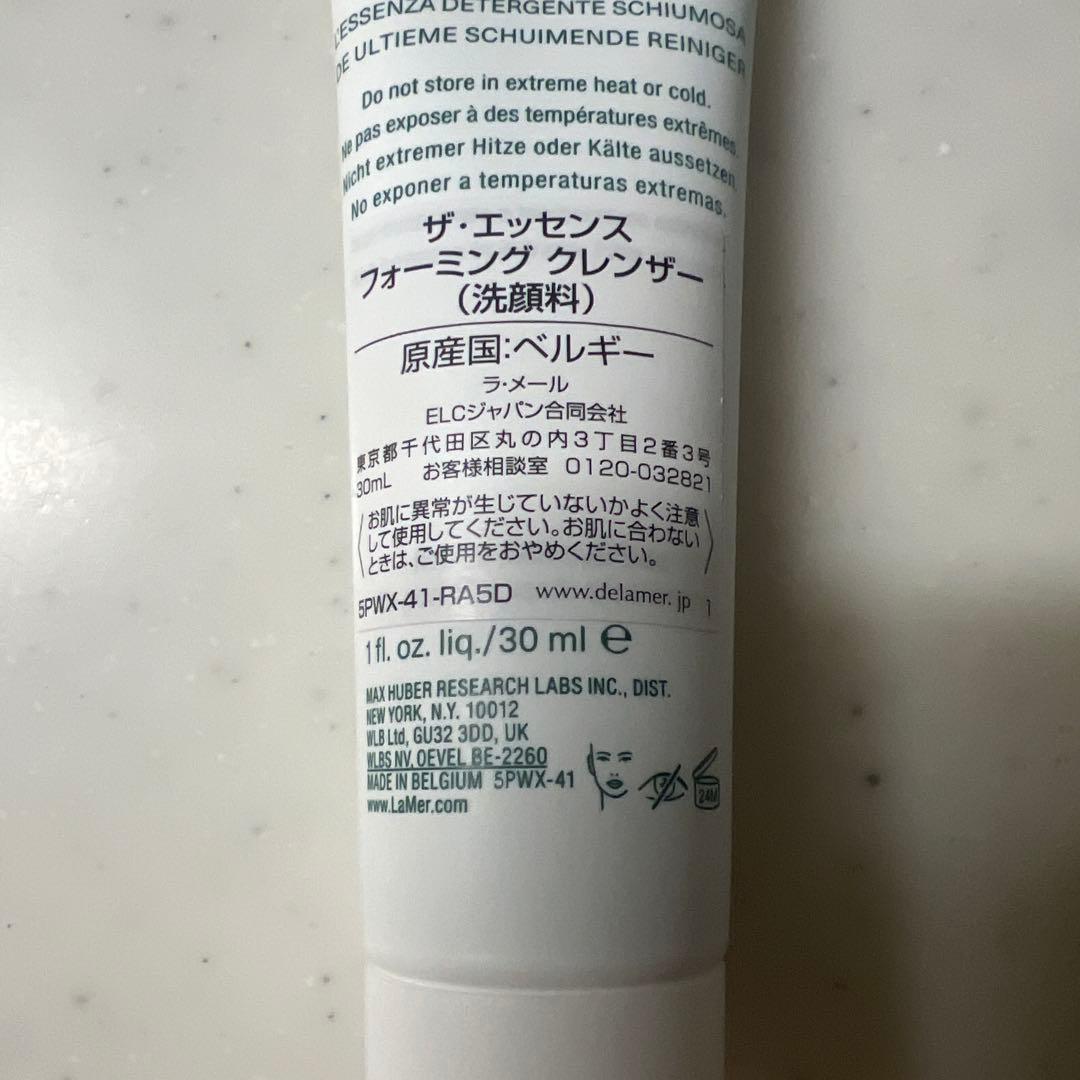 L'ESSENZA DETERGENTE SCHIUMOSA
DE ULTIEME SCHUIMENDE REINIGER
Do not store in extreme heat or cold.
Ne pas exposer à des températures extrêmes.
Nicht extremer Hitze oder Kälte aussetzen.
No exponer a temperaturas extremas.
ザ・エッセンス
フォーミング クレンザー
(洗顔料)
原産国:ベルギー
ラ・メール
ELCジャパン合同会社
東京都千代田区丸の内3丁目2番3号
30mL お客様相談室 0120-032821
お肌に異常が生じていないかよく注意
して使用してください。お肌に合わない
ときは、ご使用をおやめください。
5PWX-41-RA5D www.delamer.jp 1
1 fl. oz. liq./30 ml e
MAX HUBER RESEARCH LABS INC., DIST.
NEW YORK, N.Y. 10012
WLB Ltd, GU32 3DD, UK
WLBS NV, OEVEL BE-2260
MADE IN BELGIUM 5PWX-41
www.LaMer.com
24M